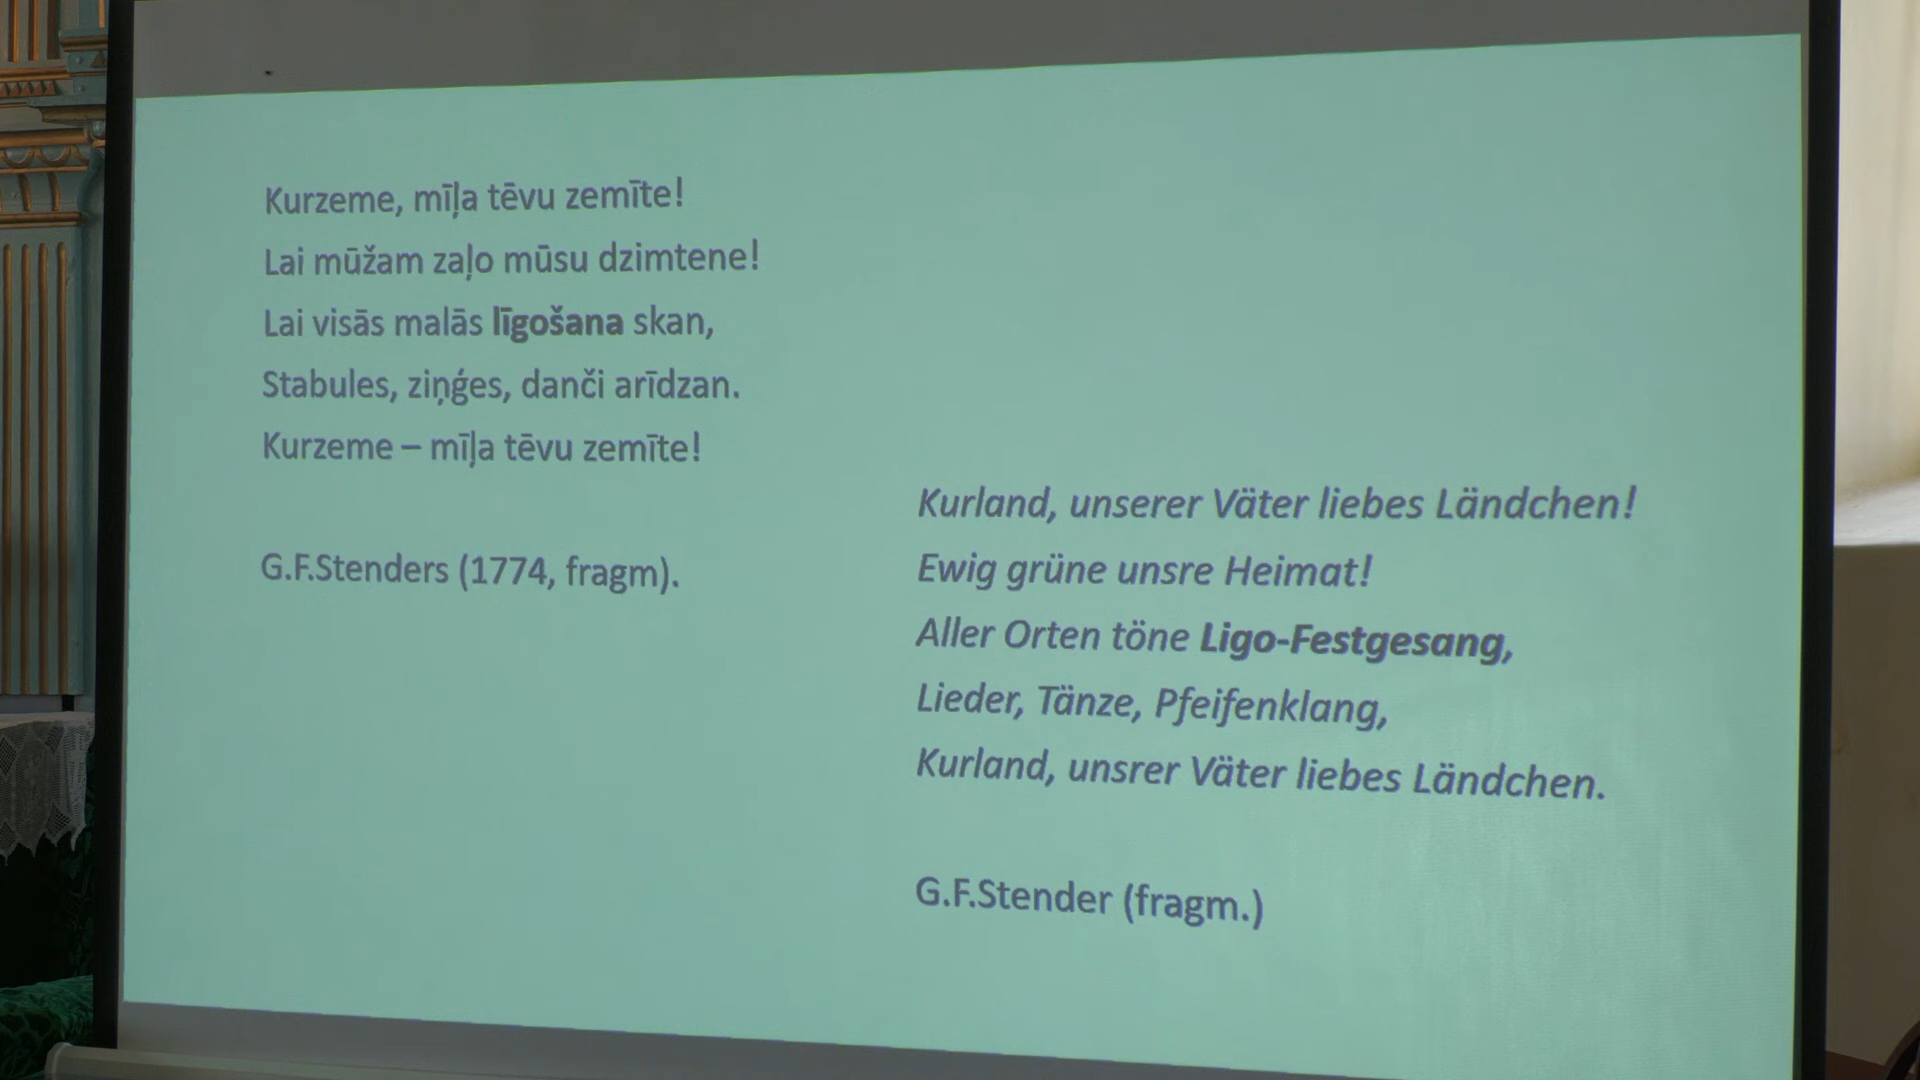 Kurzeme, mīļa tēvu zemīte!
Lai mūžam zaļo mūsu dzimtene!
Lai visās malās līgošana skan,
Stabules, ziņģes, danči arīdzan.
Kurzeme – mīļa tēvu zemīte!
G.F.Stenders (1774, fragm).
Kurland, unserer Väter liebes Ländchen!
Ewig grüne unsre Heimat!
Aller Orten töne Ligo-Festgesang,
Lieder, Tänze, Pfeifenklang,
Kurland, unsrer Väter liebes Ländchen.
G.F.Stender (fragm.)